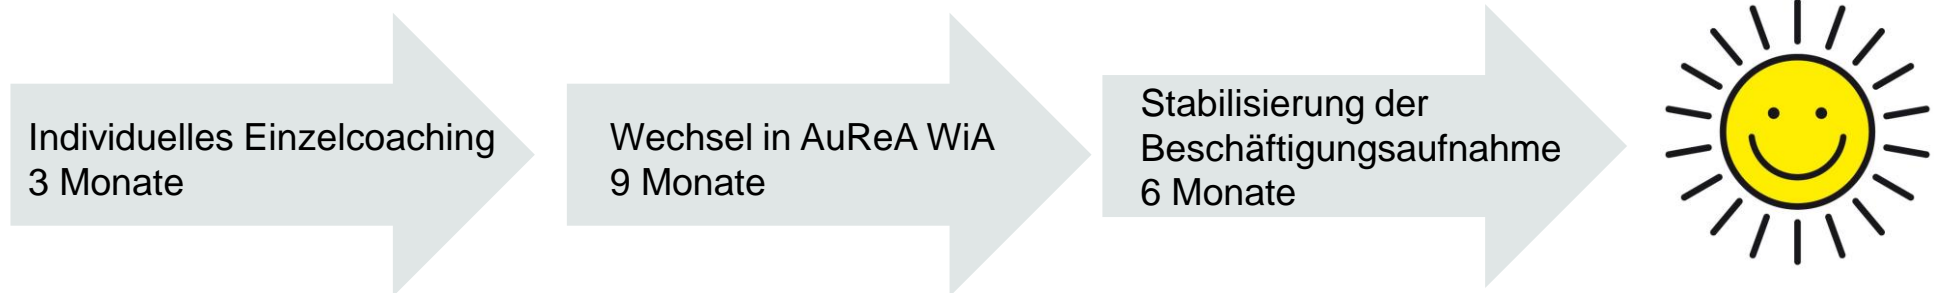 Individuelles Einzelcoaching
3 Monate
Wechsel in AuReA WiA
9 Monate
Stabilisierung der
Beschäftigungsaufnahme
6 Monate